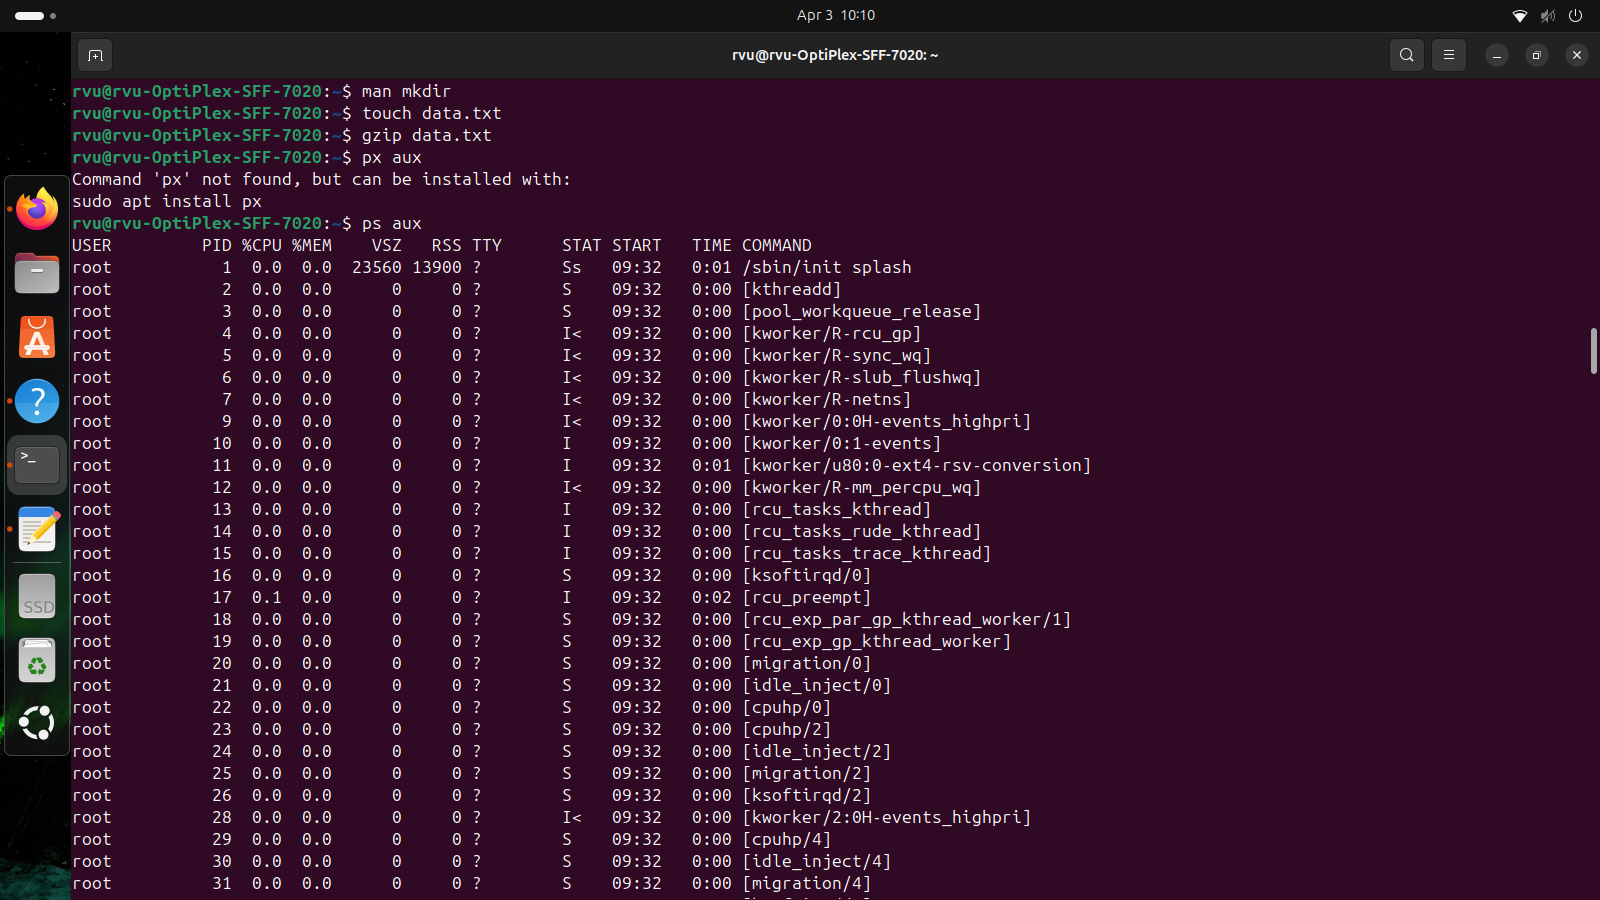 Apr 3 10:10
rvu@rvu-OptiPlex-SFF-7020: ~
rvu@rvu-OptiPlex-SFF-7020:~$ man mkdir
rvu@rvu-OptiPlex-SFF-7020:~$ touch data.txt
rvu@rvu-OptiPlex-SFF-7020:~$ gzip data.txt
rvu@rvu-OptiPlex-SFF-7020:~$ px aux
Command 'px' not found, but can be installed with:
sudo apt install px
rvu@rvu-OptiPlex-SFF-7020:~$ ps aux
USER PID %CPU %MEM VSZ RSS TTY STAT START TIME COMMAND
root 1 0.0 0.0 23560 13900 ? Ss 09:32 0:01 /sbin/init splash
root 2 0.0 0.0 0 0 ? S 09:32 0:00 [kthreadd]
root 3 0.0 0.0 0 0 ? S 09:32 0:00 [pool_workqueue_release]
root 4 0.0 0.0 0 0 ? I< 09:32 0:00 [kworker/R-rcu_gp]
root 5 0.0 0.0 0 0 ? I< 09:32 0:00 [kworker/R-sync_wq]
root 6 0.0 0.0 0 0 ? I< 09:32 0:00 [kworker/R-slub_flushwq]
root 7 0.0 0.0 0 0 ? I< 09:32 0:00 [kworker/R-netns]
root 9 0.0 0.0 0 0 ? I< 09:32 0:00 [kworker/0:0H-events_highpri]
root 10 0.0 0.0 0 0 ? I 09:32 0:00 [kworker/0:1-events]
root 11 0.0 0.0 0 0 ? I 09:32 0:01 [kworker/u80:0-ext4-rsv-conversion]
root 12 0.0 0.0 0 0 ? I< 09:32 0:00 [kworker/R-mm_percpu_wq]
root 13 0.0 0.0 0 0 ? I 09:32 0:00 [rcu_tasks_kthread]
root 14 0.0 0.0 0 0 ? I 09:32 0:00 [rcu_tasks_rude_kthread]
root 15 0.0 0.0 0 0 ? I 09:32 0:00 [rcu_tasks_trace_kthread]
root 16 0.0 0.0 0 0 ? S 09:32 0:00 [ksoftirqd/0]
root 17 0.1 0.0 0 0 ? I 09:32 0:02 [rcu_preempt]
root 18 0.0 0.0 0 0 ? S 09:32 0:00 [rcu_exp_par_gp_kthread_worker/1]
root 19 0.0 0.0 0 0 ? S 09:32 0:00 [rcu_exp_gp_kthread_worker]
root 20 0.0 0.0 0 0 ? S 09:32 0:00 [migration/0]
root 21 0.0 0.0 0 0 ? S 09:32 0:00 [idle_inject/0]
root 22 0.0 0.0 0 0 ? S 09:32 0:00 [cpuhp/0]
root 23 0.0 0.0 0 0 ? S 09:32 0:00 [cpuhp/2]
root 24 0.0 0.0 0 0 ? S 09:32 0:00 [idle_inject/2]
root 25 0.0 0.0 0 0 ? S 09:32 0:00 [migration/2]
root 26 0.0 0.0 0 0 ? S 09:32 0:00 [ksoftirqd/2]
root 28 0.0 0.0 0 0 ? I< 09:32 0:00 [kworker/2:0H-events_highpri]
root 29 0.0 0.0 0 0 ? S 09:32 0:00 [cpuhp/4]
root 30 0.0 0.0 0 0 ? S 09:32 0:00 [idle_inject/4]
root 31 0.0 0.0 0 0 ? S 09:32 0:00 [migration/4]
SSD